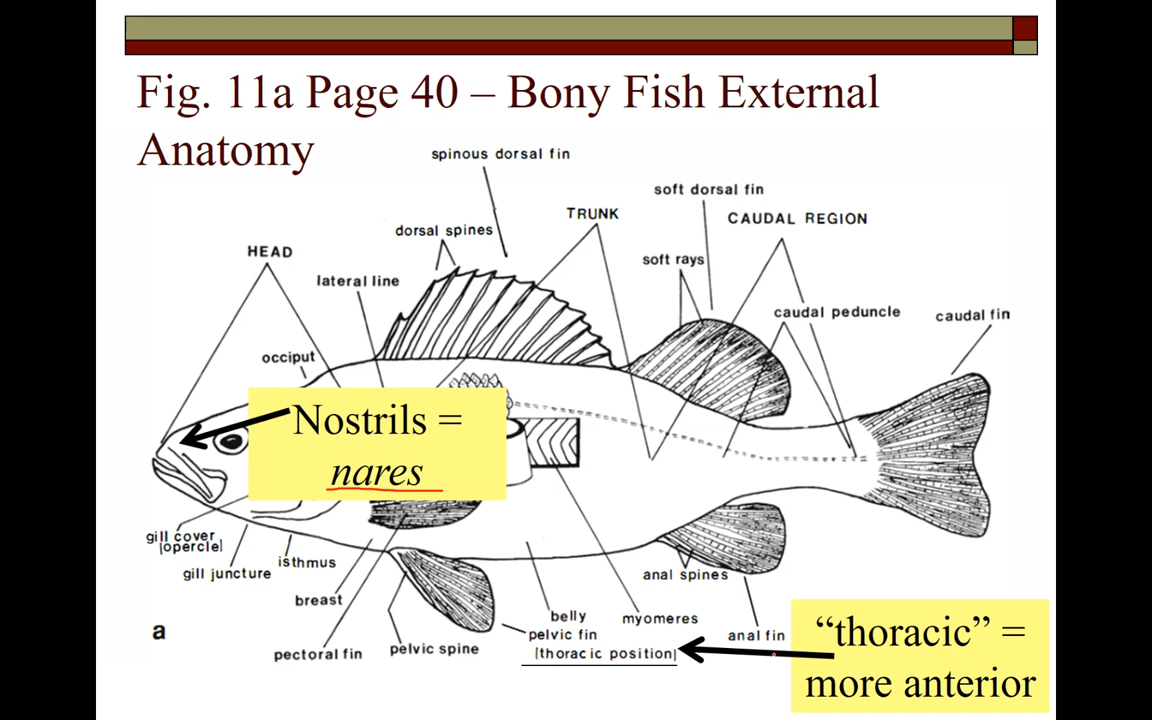 Fig. 11a Page 40 – Bony Fish External
Anatomy
spinous dorsal fin
soft dorsal fin
TRUNK
CAUDAL REGION
dorsal spines
HEAD
soft rays
lateral line
caudal peduncle
caudal fin
occiput
Nostrils =
nares
gill cover
[opercle]
gill juncture
isthmus
anal spines
breast
belly
myomeres
a
pelvic fin
[thoracic position]
anal fin
pectoral fin
pelvic spine
“thoracic” =
more anterior